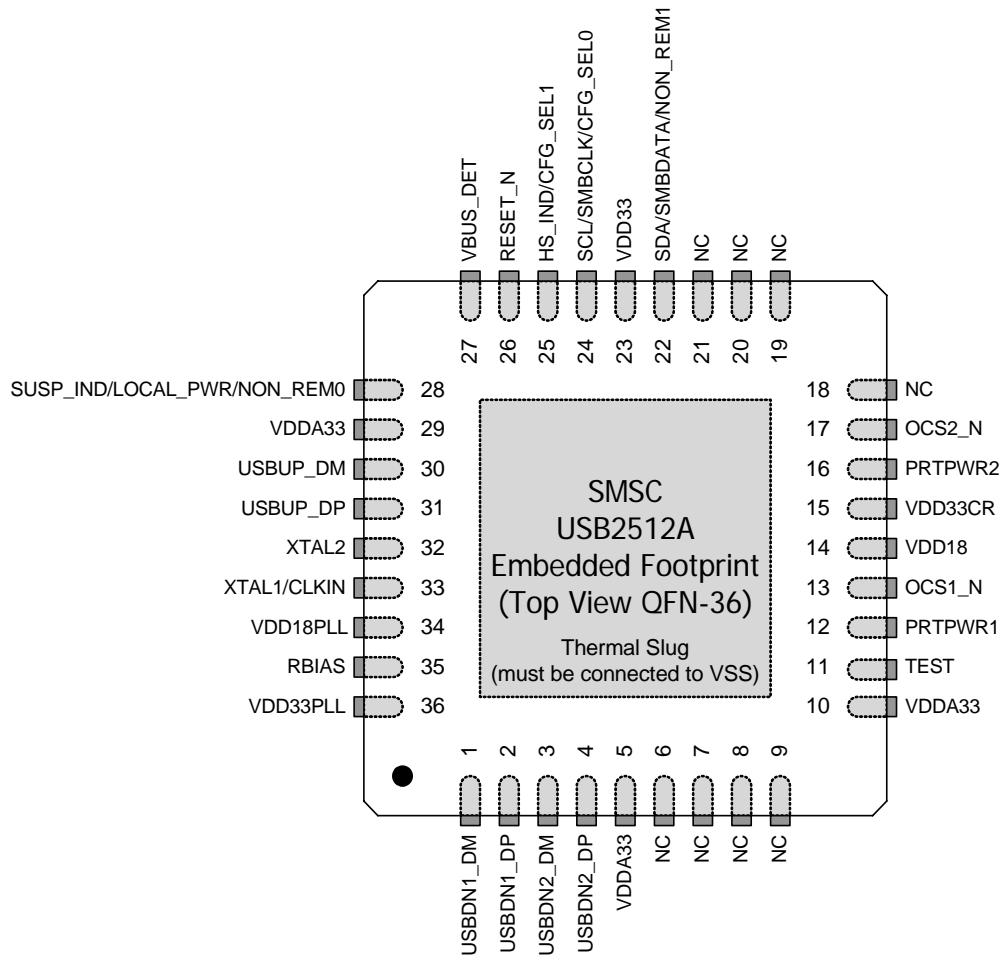 VBUS_DET
RESET_N
HS_IND/CFG_SEL1
SCL/SMBCLK/CFG_SEL0
VDD33
SDA/SMBDATA/NON_REM1
NC
NC
NC
27
26
25
24
23
22
21
20
19
SUSP_IND/LOCAL_PWR/NON_REM0 28
VDDA33 29
USBUP_DM 30
USBUP_DP 31
XTAL2 32
XTAL1/CLKIN 33
VDD18PLL 34
RBIAS 35
VDD33PLL 36
SMSC
USB2512A
Embedded Footprint
(Top View QFN-36)
Thermal Slug
(must be connected to VSS)
18 NC
17 OCS2_N
16 PRTPWR2
15 VDD33CR
14 VDD18
13 OCS1_N
12 PRTPWR1
11 TEST
10 VDDA33
1
2
3
4
5
6
7
8
9
USBDN1_DM
USBDN1_DP
USBDN2_DM
USBDN2_DP
VDDA33
NC
NC
NC
NC